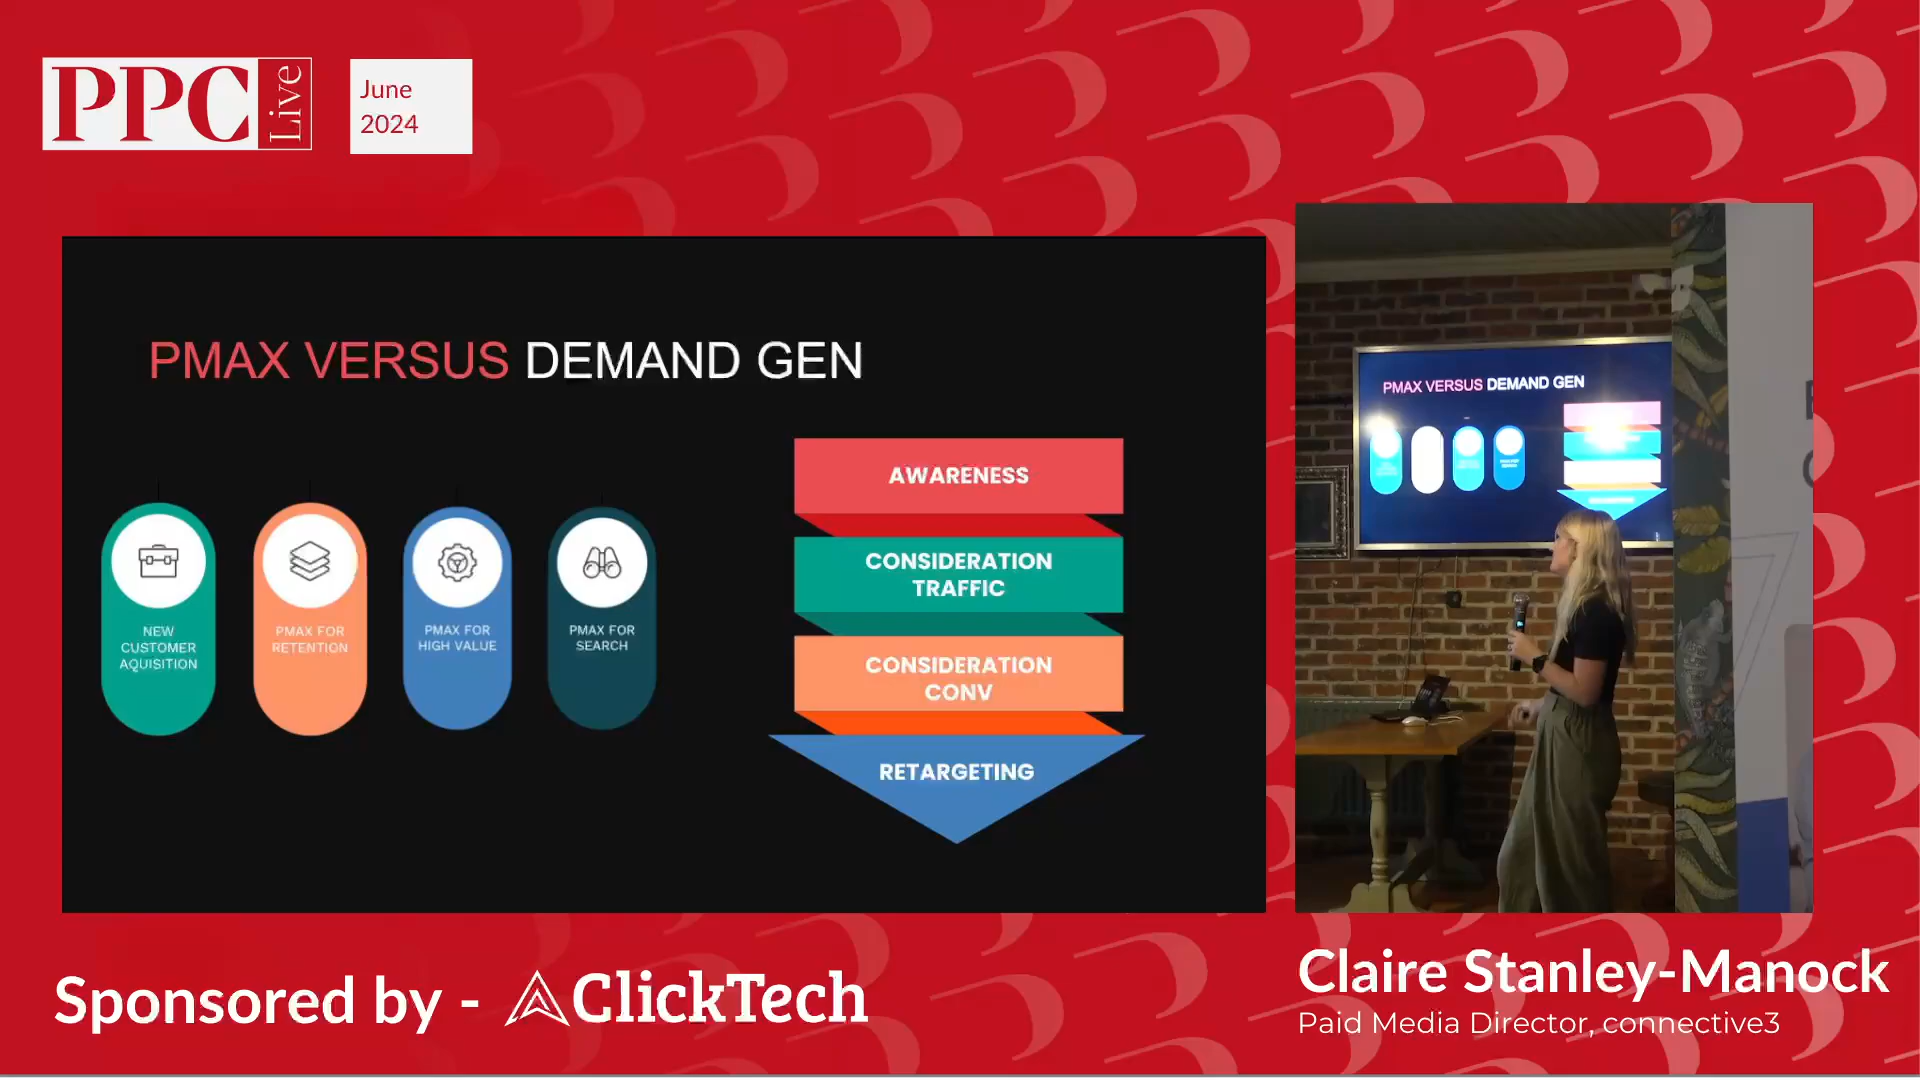 PPC Live
June
2024
PMAX VERSUS DEMAND GEN
NEW
CUSTOMER
AQUISITION
PMAX FOR
RETENTION
PMAX FOR
HIGH VALUE
PMAX FOR
SEARCH
AWARENESS
CONSIDERATION
TRAFFIC
CONSIDERATION
CONV
RETARGETING
PMAX VERSUS DEMAND GEN
Sponsored by - ClickTech
Claire Stanley-Manock
Paid Media Director, connective3